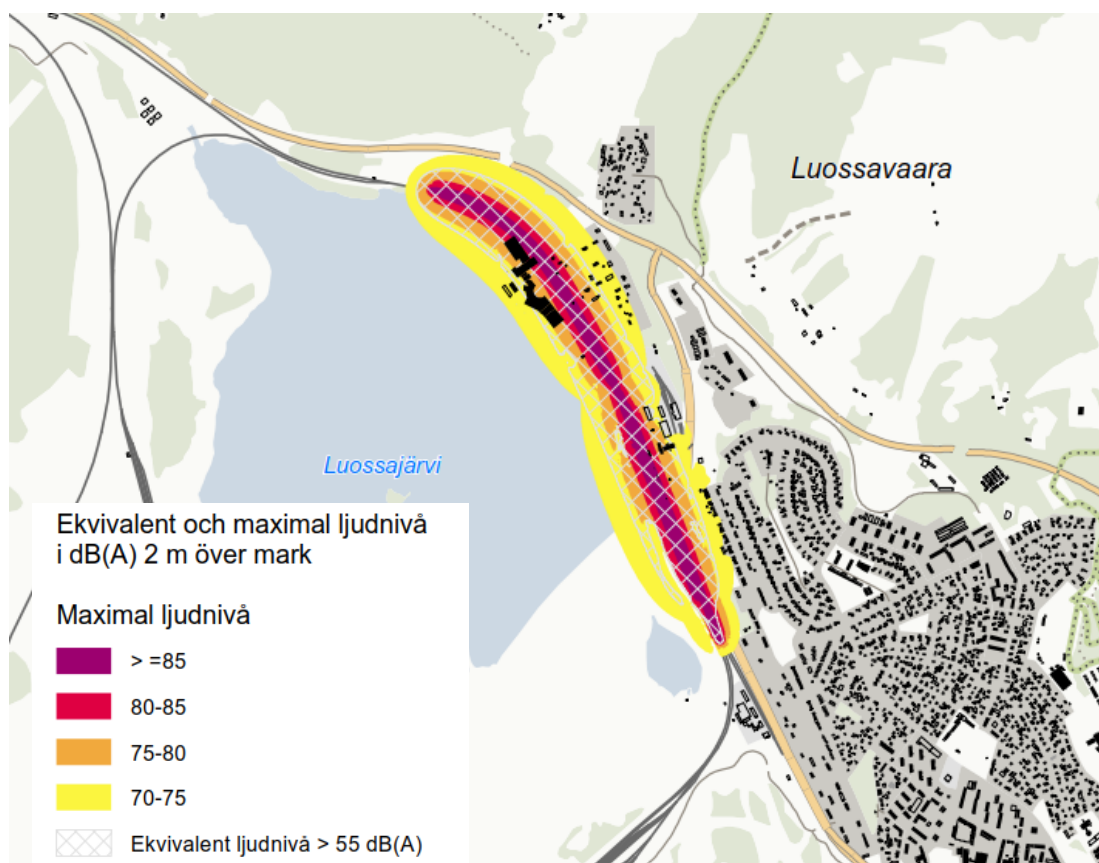 Luossavaara
Luossajärvi
Ekvivalent och maximal ljudnivå
i dB(A) 2 m över mark
Maximal ljudnivå
> =85
80-85
75-80
70-75
Ekvivalent ljudnivå > 55 dB(A)